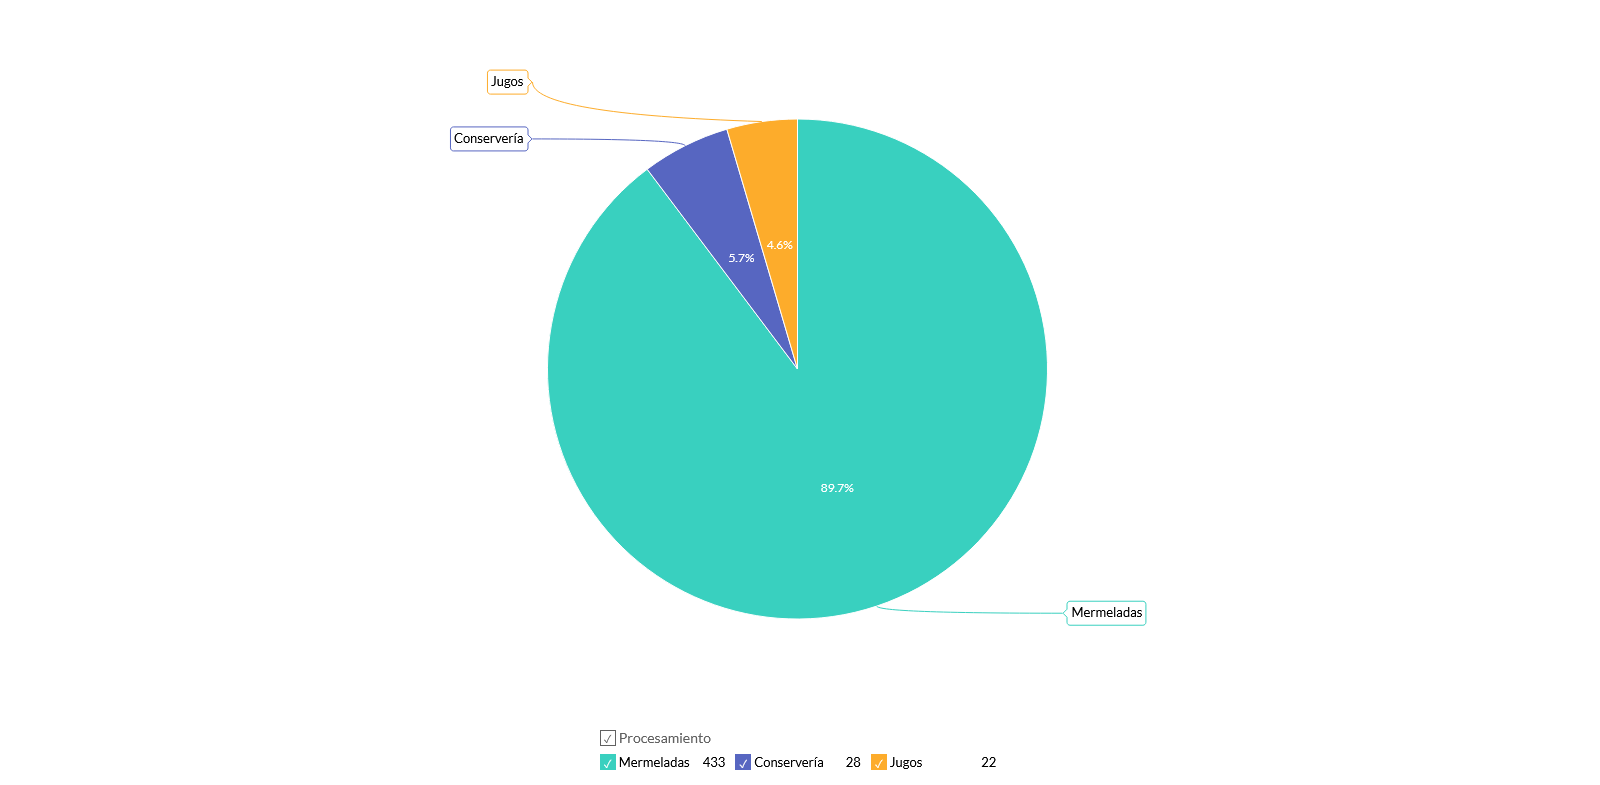 Jugos
Conservería
4.6%
5.7%
89.7%
Mermeladas
Procesamiento
Mermeladas 433 Conservería 28 Jugos 22